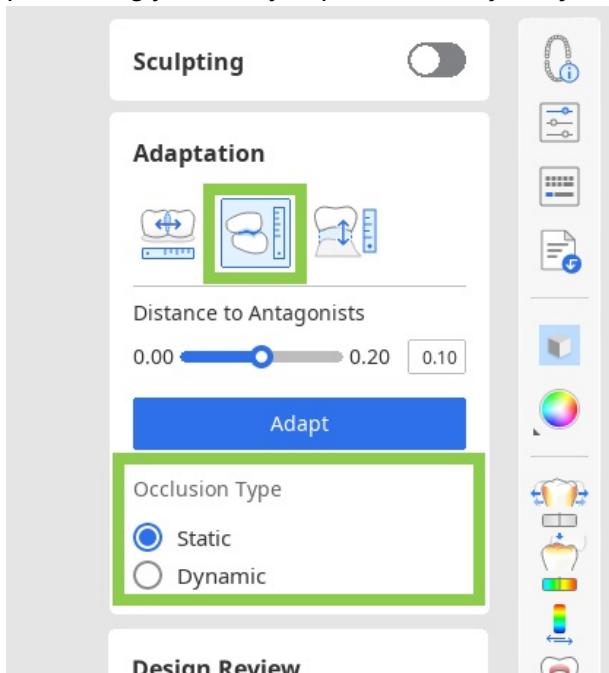 Sculpting
Adaptation
Distance to Antagonists
0.00 0.20 0.10
Adapt
Occlusion Type
Static
Dynamic
Design Review